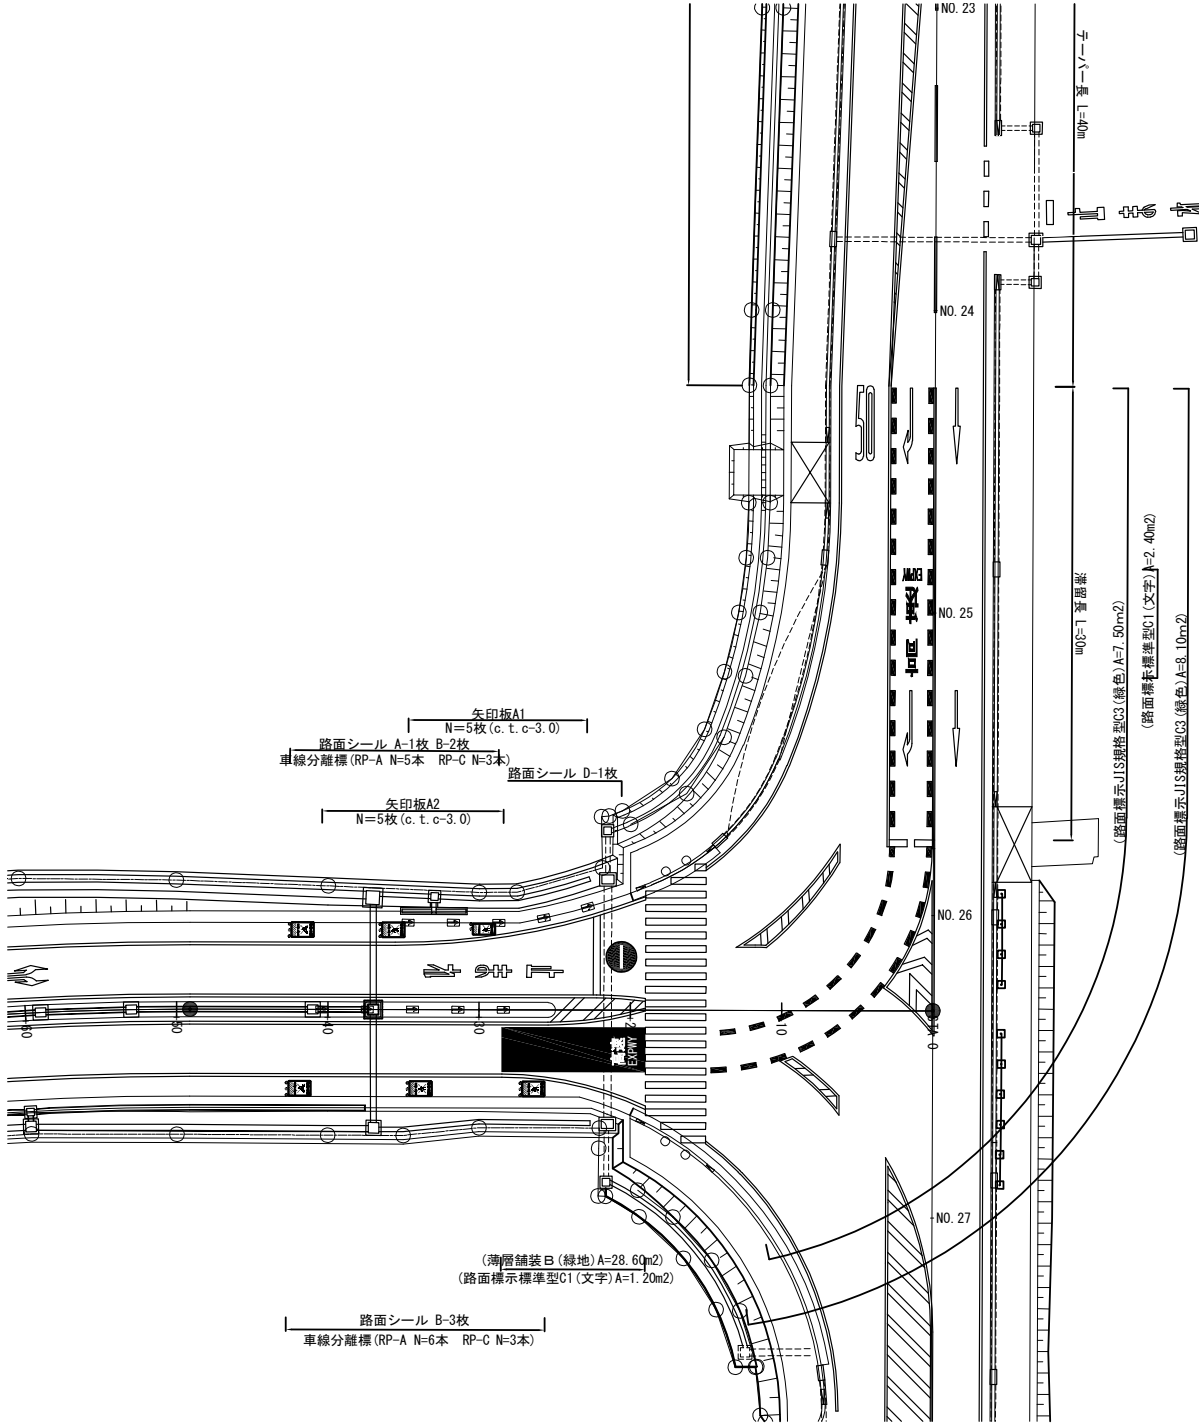 NO.23
テーパー長 L=40m
止まれ
NO.24
50
滞留長 L=30m
NO.25
(路面標示JIS規格型C3(緑色)A=7.50m2)
(路面標示標準型C1(文字)A=2.40m2)
(路面標示JIS規格型C3(緑色)A=8.10m2)
矢印板A1
N=5枚(c.t.c-3.0)
路面シール A-1枚 B-2枚
車線分離標(RP-A N=5本 RP-C N=3本)
路面シール D-1枚
矢印板A2
N=5枚(c.t.c-3.0)
NO.26
止まれ
60
50
40
30
10
0
高速
EXPWY
NO.27
(薄層舗装B(緑地)A=28.60m2)
(路面標示標準型C1(文字)A=1.20m2)
路面シール B-3枚
車線分離標(RP-A N=6本 RP-C N=3本)